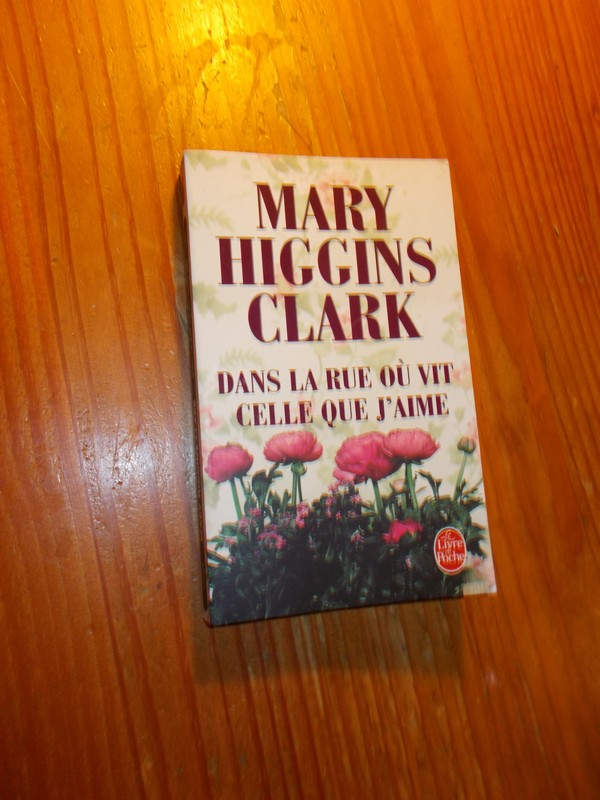 MARY
HIGGINS
CLARK
DANS LA RUE OÙ VIT
CELLE QUE J'AIME
Le
Livre
de
Poche